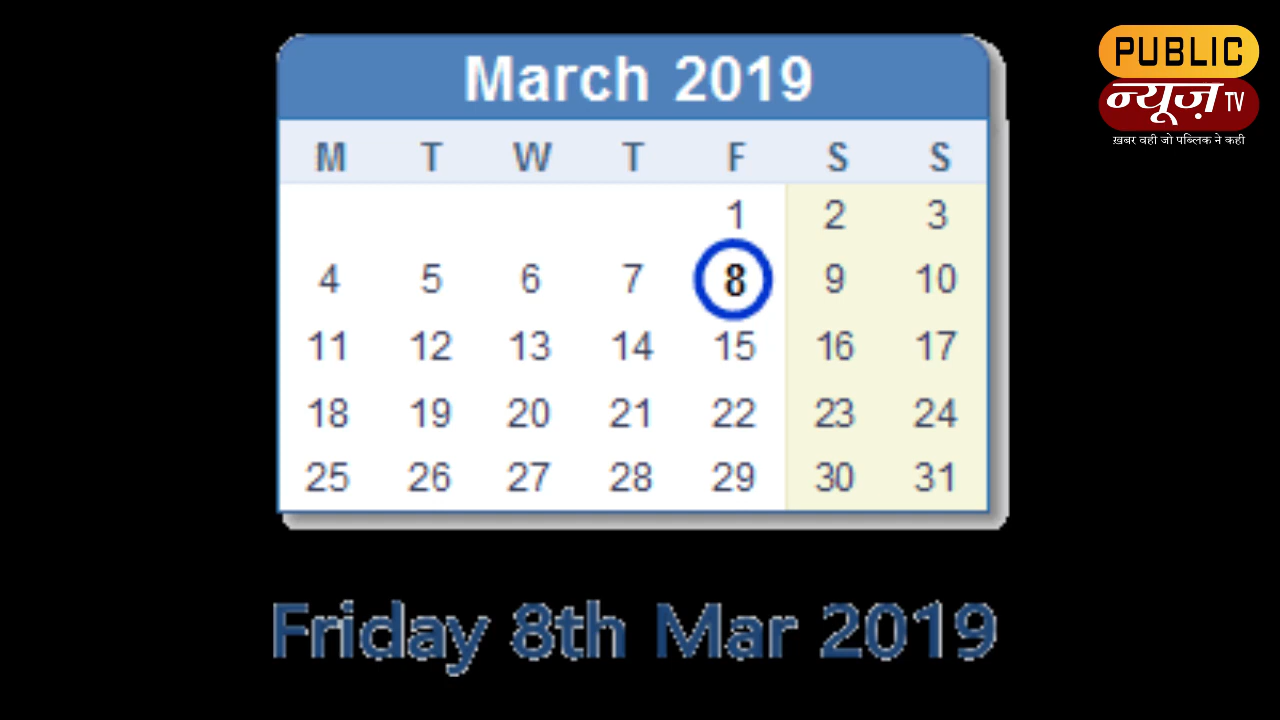 March 2019
M T W T F S S
1 2 3
4 5 6 7 8 9 10
11 12 13 14 15 16 17
18 19 20 21 22 23 24
25 26 27 28 29 30 31
Friday 8th Mar 2019
PUBLIC
न्यूज़ TV
ख़बर वही जो पब्लिक ने कही